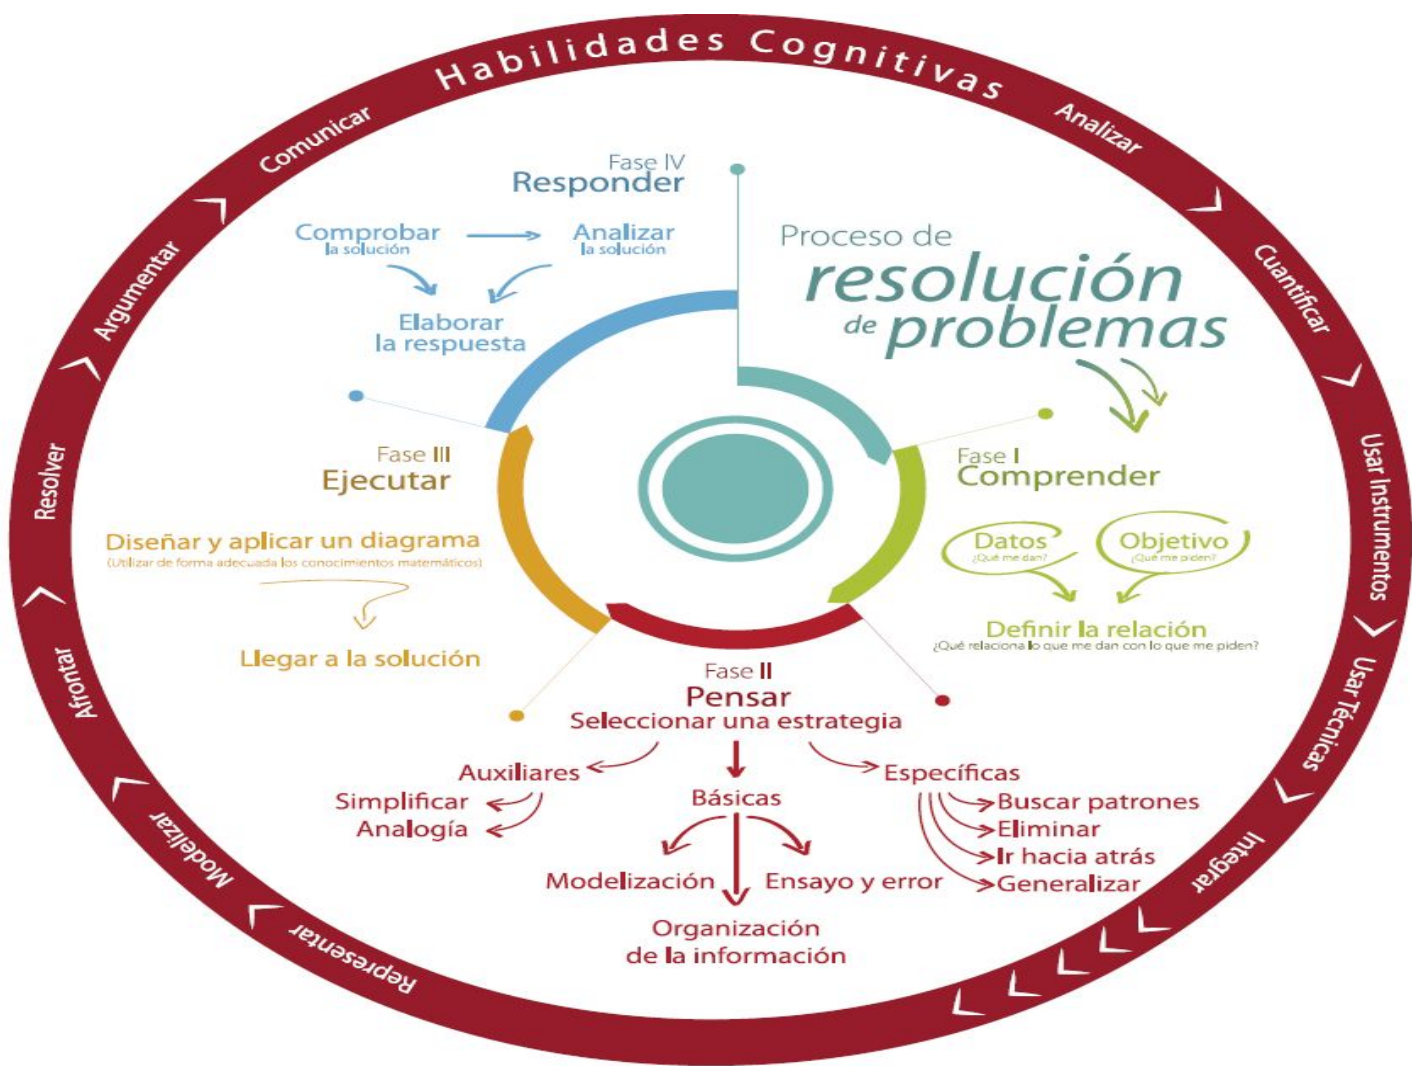 Habilidades Cognitivas
Analizar
Cuantificar
Usar Instrumentos
Usar Técnicas
Integrar
Representar
Modelizar
Afrontar
Resolver
Argumentar
Comunicar
Proceso de
resolución
de problemas
Fase I
Comprender
Datos
¿Qué me dan?
Objetivo
¿Qué me piden?
Definir la relación
¿Qué relaciona lo que me dan con lo que me piden?
Fase II
Pensar
Seleccionar una estrategia
Auxiliares
Simplificar
Analogía
Básicas
Modelización
Ensayo y error
Organización
de la información
Específicas
Buscar patrones
Eliminar
Ir hacia atrás
Generalizar
Fase III
Ejecutar
Diseñar y aplicar un diagrama
(Utilizar de forma adecuada los conocimientos matemáticos)
Llegar a la solución
Fase IV
Responder
Comprobar
la solución
Analizar
la solución
Elaborar
la respuesta